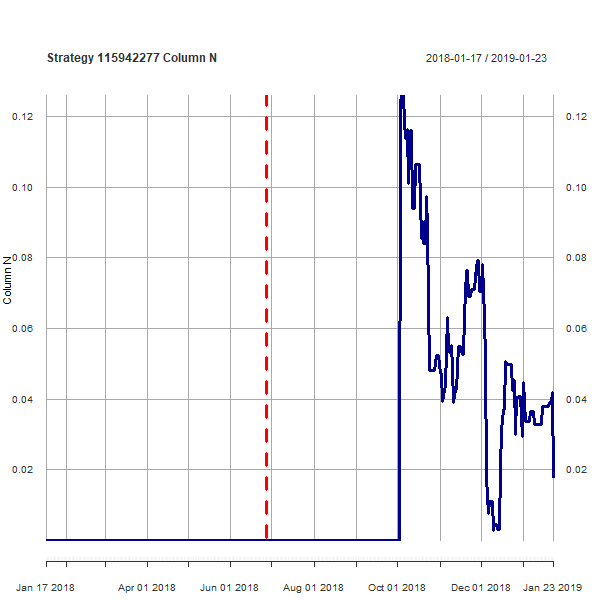 Strategy 115942277 Column N
2018-01-17 / 2019-01-23
0.12
0.12
0.10
0.10
0.08
0.08
Column N
0.06
0.06
0.04
0.04
0.02
0.02
Jan 17 2018
Apr 01 2018
Jun 01 2018
Aug 01 2018
Oct 01 2018
Dec 01 2018
Jan 23 2019